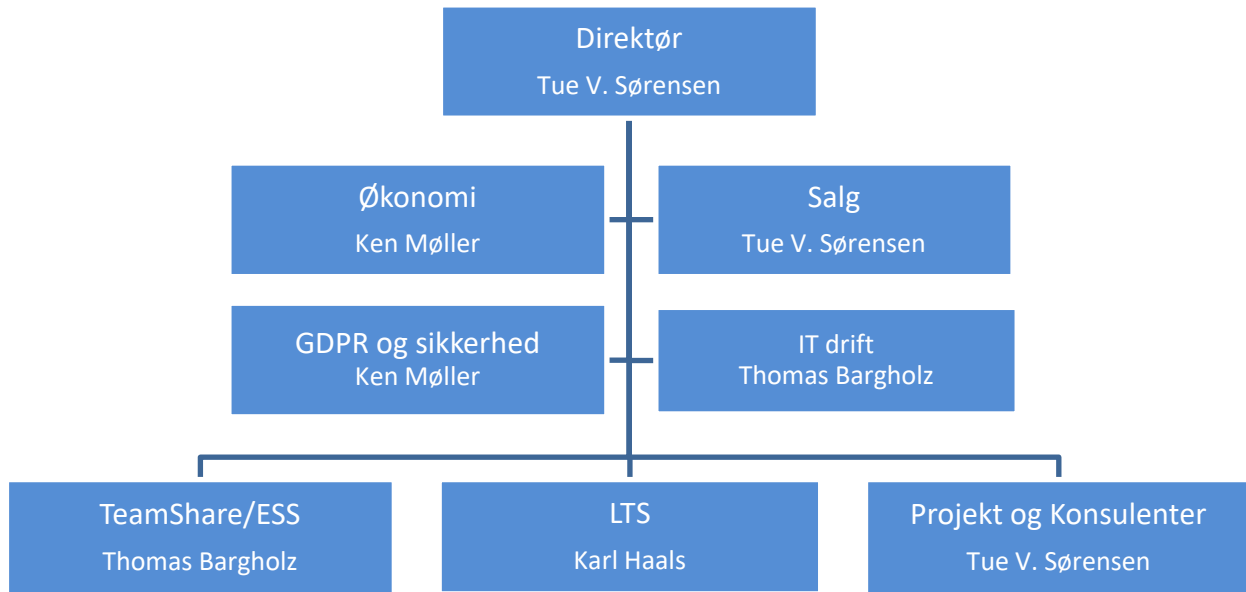 Direktør
Tue V. Sørensen
Økonomi
Ken Møller
Salg
Tue V. Sørensen
GDPR og sikkerhed
Ken Møller
IT drift
Thomas Bargholz
TeamShare/ESS
Thomas Bargholz
LTS
Karl Haals
Projekt og Konsulenter
Tue V. Sørensen